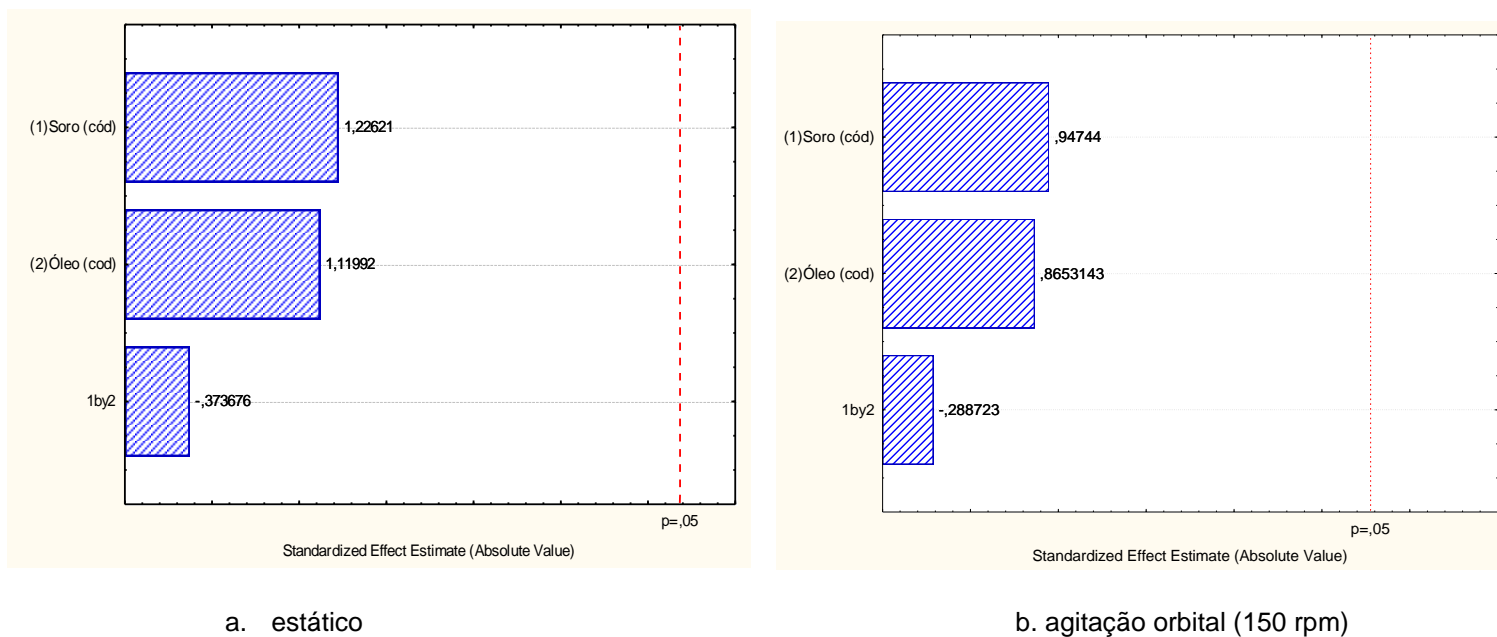 (1)Soro (cód)
1,22621
(2)Óleo (cod)
1,11992
1by2
-,373676
p=,05
Standardized Effect Estimate (Absolute Value)
a. estático
(1)Soro (cód)
,94744
(2)Óleo (cod)
,8653143
1by2
-,288723
p=,05
Standardized Effect Estimate (Absolute Value)
b. agitação orbital (150 rpm)